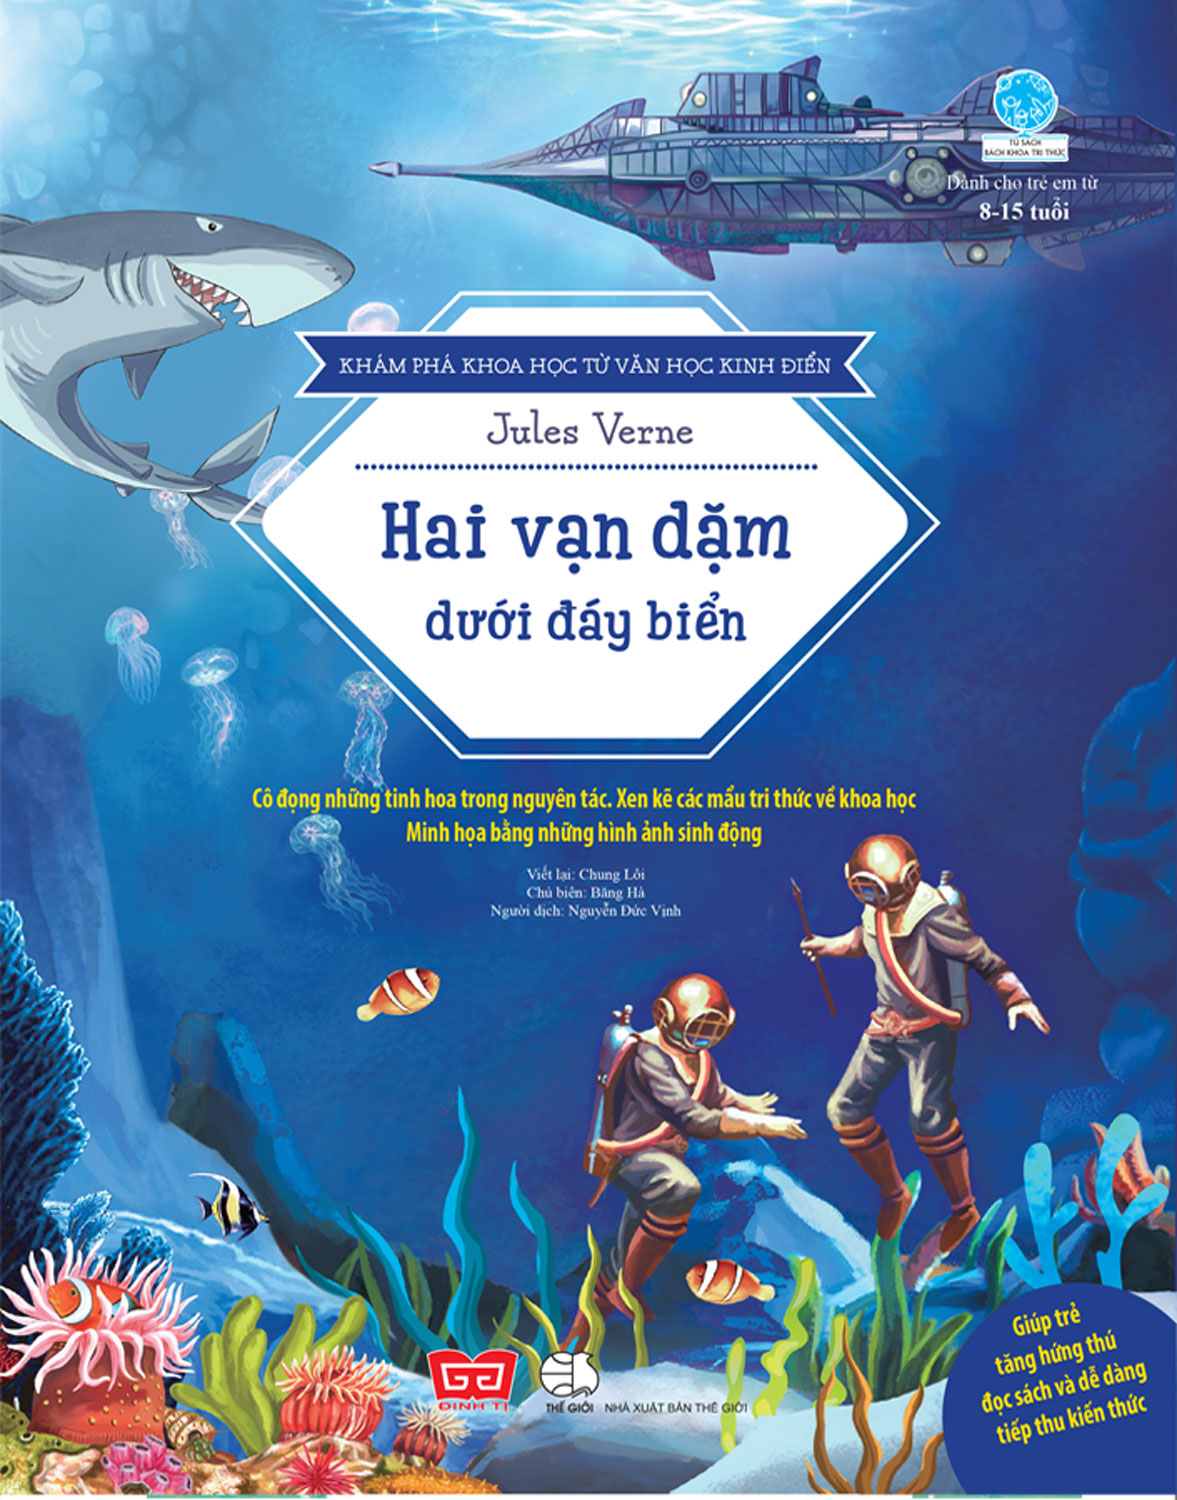 TỦ SÁCH
BÁCH KHOA TRI THỨC
Dành cho trẻ em từ
8-15 tuổi
KHÁM PHÁ KHOA HỌC TỪ VĂN HỌC KINH ĐIỂN
Jules Verne
Hai vạn dặm
dưới đáy biển
Cô đọng những tinh hoa trong nguyên tác. Xen kẽ các mẩu tri thức về khoa học
Minh họa bằng những hình ảnh sinh động
Viết lại: Chung Lôi
Chủ biên: Băng Hà
Người dịch: Nguyễn Đức Vịnh
Giúp trẻ
tăng hứng thú
đọc sách và dễ dàng
tiếp thu kiến thức
ĐINH TỊ
THẾ GIỚI NHÀ XUẤT BẢN THẾ GIỚI